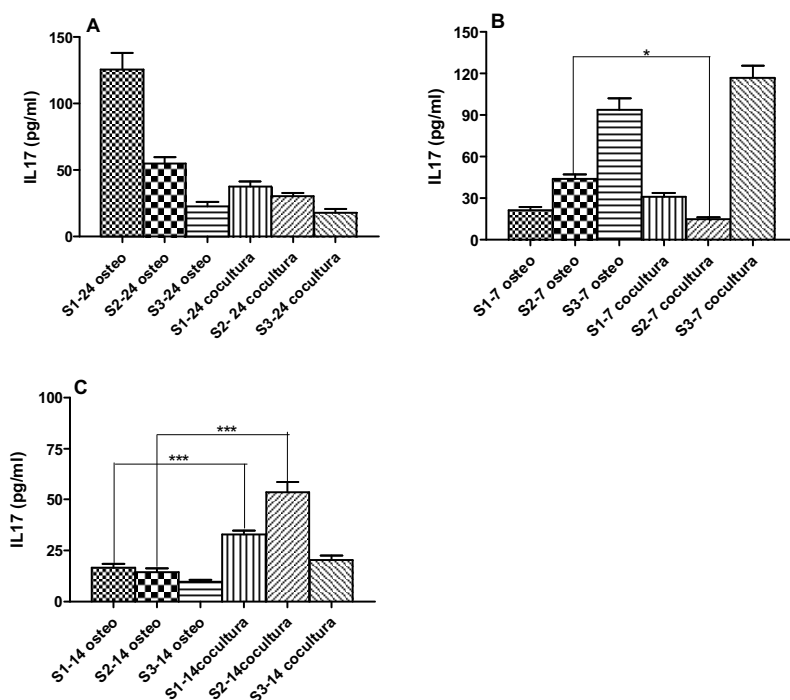 A
IL17 (pg/ml)
150
100
50
0
S1-24 osteo
S2-24 osteo
S3-24 osteo
S1-24 cocultura
S2- 24 cocultura
S3-24 cocultura
B
IL17 (pg/ml)
150
120
90
60
30
0
*
S1-7 osteo
S2-7 osteo
S3-7 osteo
S1-7 cocultura
S2-7 cocultura
S3-7 cocultura
C
IL17 (pg/ml)
100
75
50
25
0
***
***
S1-14 osteo
S2-14 osteo
S3-14 osteo
S1-14cocultura
S2-14cocultura
S3-14 cocultura